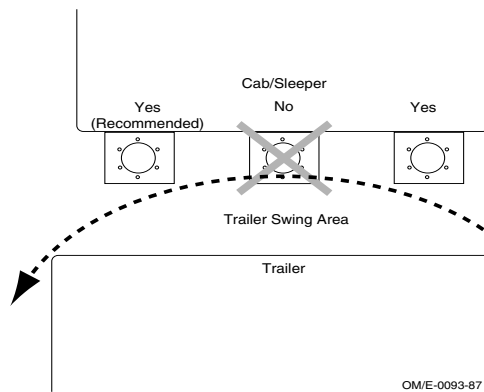 Cab/Sleeper
Yes
(Recommended)
No
Yes
Trailer Swing Area
Trailer
OM/E-0093-87